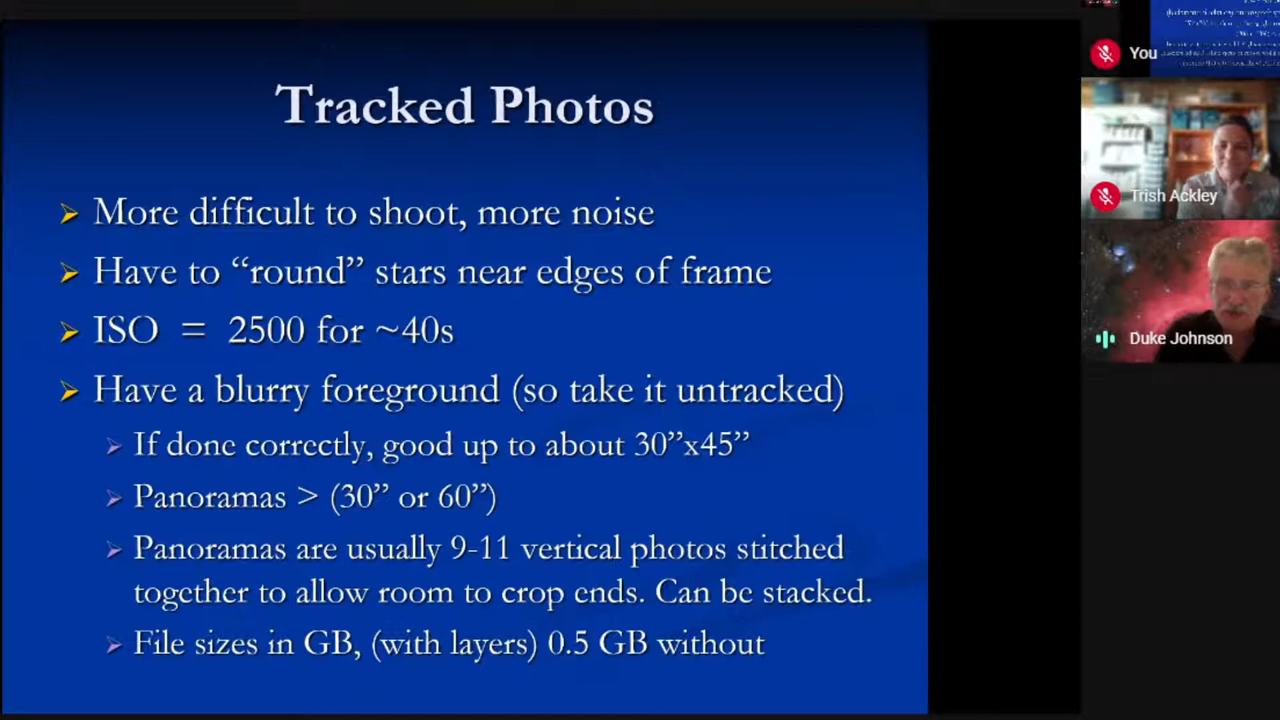 Tracked Photos
More difficult to shoot, more noise
Have to “round” stars near edges of frame
ISO = 2500 for ~40s
Have a blurry foreground (so take it untracked)
If done correctly, good up to about 30”x45”
Panoramas > (30” or 60”)
Panoramas are usually 9-11 vertical photos stitched
together to allow room to crop ends. Can be stacked.
File sizes in GB, (with layers) 0.5 GB without
You
Trish Ackley
Duke Johnson